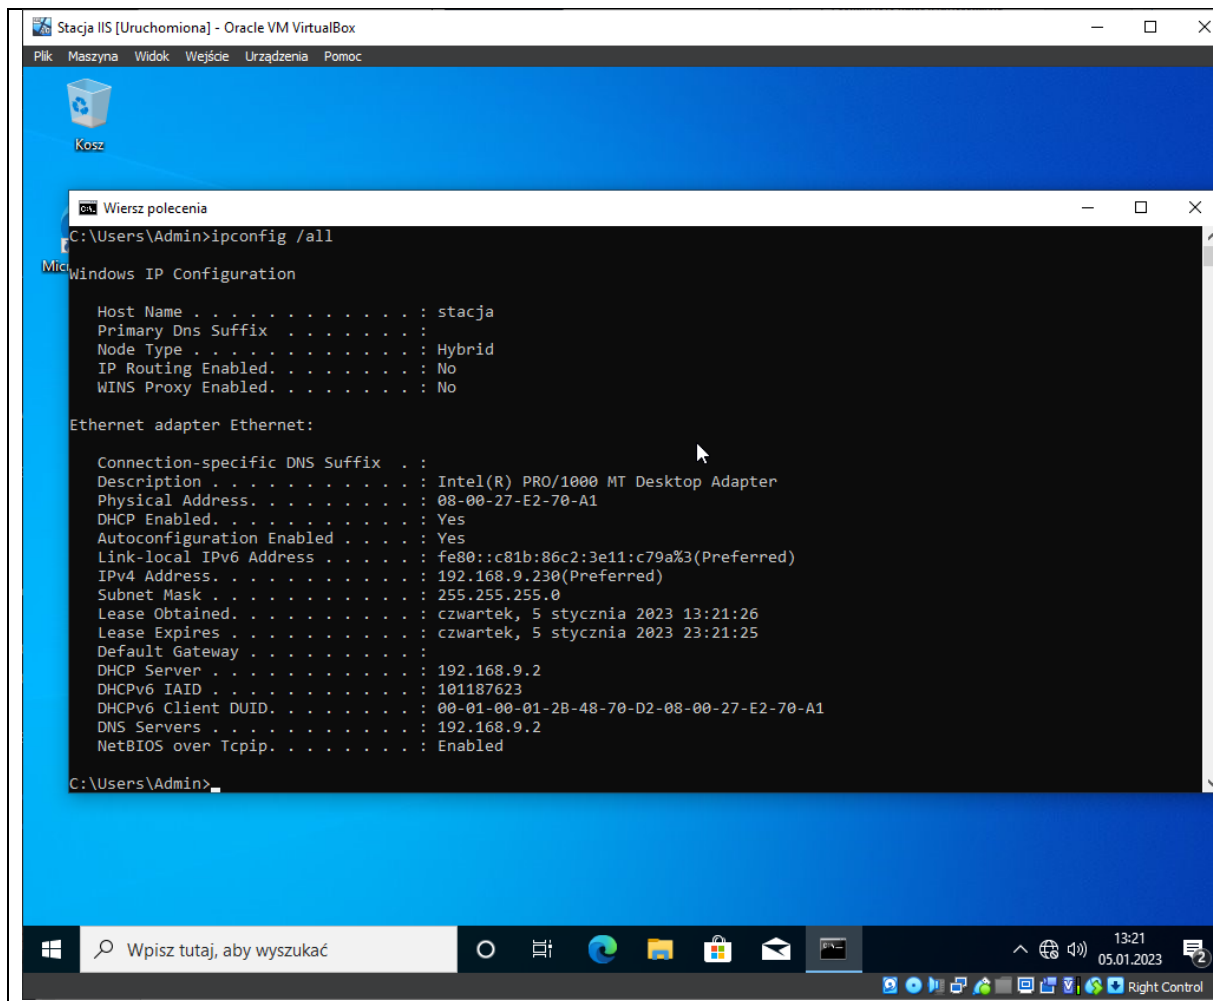 Stacja IIS [Uruchomiona] - Oracle VM VirtualBox
Plik Maszyna Widok Wejście Urządzenia Pomoc
Kosz
Wiersz polecenia
C:\Users\Admin>ipconfig /all
Windows IP Configuration
Host Name . . . . . . . . . . . . : stacja
Primary Dns Suffix . . . . . . . :
Node Type . . . . . . . . . . . . : Hybrid
IP Routing Enabled. . . . . . . . : No
WINS Proxy Enabled. . . . . . . . : No
Ethernet adapter Ethernet:
Connection-specific DNS Suffix . :
Description . . . . . . . . . . . : Intel(R) PRO/1000 MT Desktop Adapter
Physical Address. . . . . . . . . : 08-00-27-E2-70-A1
DHCP Enabled. . . . . . . . . . . : Yes
Autoconfiguration Enabled . . . . : Yes
Link-local IPv6 Address . . . . . : fe80::c81b:86c2:3e11:c79a%3(Preferred)
IPv4 Address. . . . . . . . . . . : 192.168.9.230(Preferred)
Subnet Mask . . . . . . . . . . . : 255.255.255.0
Lease Obtained. . . . . . . . . . : czwartek, 5 stycznia 2023 13:21:26
Lease Expires . . . . . . . . . . : czwartek, 5 stycznia 2023 23:21:25
Default Gateway . . . . . . . . . :
DHCP Server . . . . . . . . . . . : 192.168.9.2
DHCPv6 IAID . . . . . . . . . . . : 101187623
DHCPv6 Client DUID. . . . . . . . : 00-01-00-01-2B-48-70-D2-08-00-27-E2-70-A1
DNS Servers . . . . . . . . . . . : 192.168.9.2
NetBIOS over Tcpip. . . . . . . . : Enabled
C:\Users\Admin>
Wpisz tutaj, aby wyszukać
13:21
05.01.2023
2
Right Control